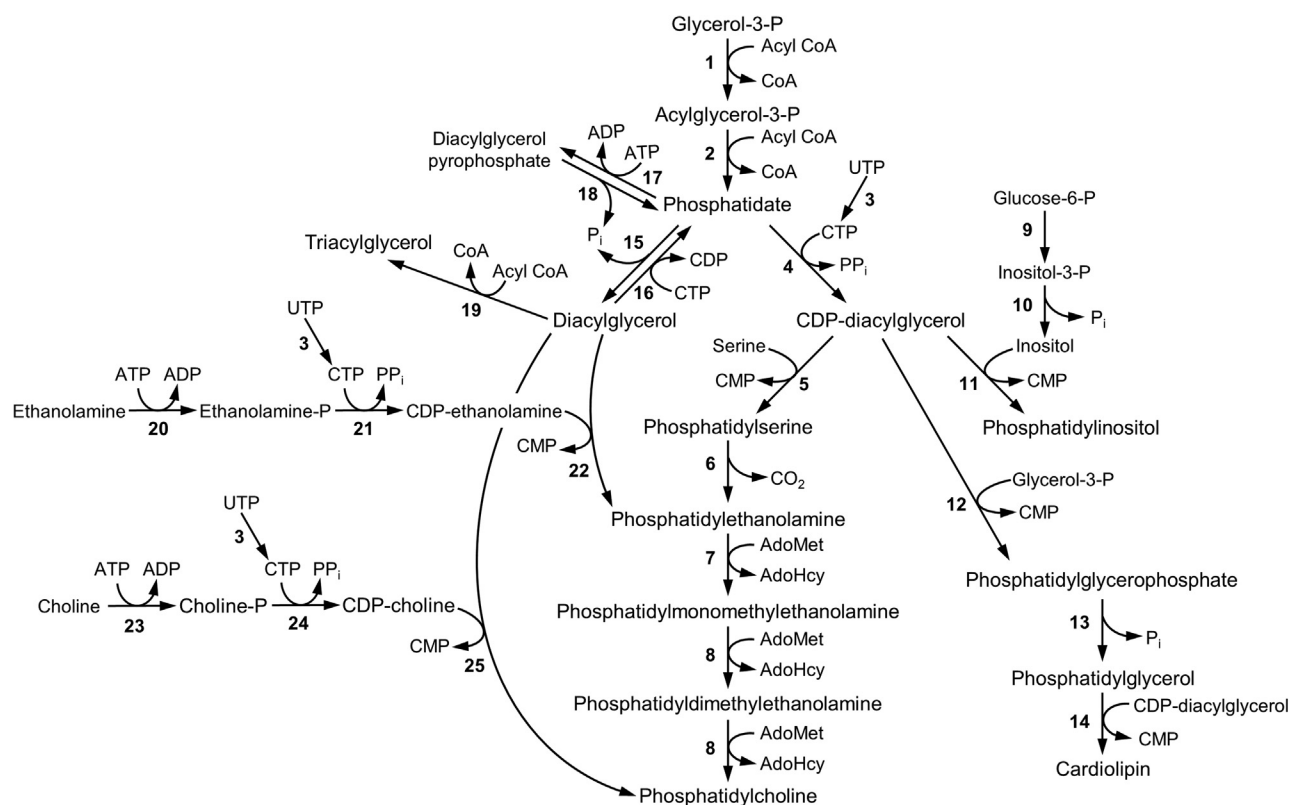 Glycerol-3-P
1
Acyl CoA
CoA
Acylglycerol-3-P
2
Acyl CoA
CoA
Diacylglycerol
pyrophosphate
ADP
ATP
17
18
Pi
Phosphatidate
UTP
3
CTP
4
PPi
Glucose-6-P
9
Inositol-3-P
10
Pi
Inositol
11
CMP
Phosphatidylinositol
Triacylglycerol
CoA
Acyl CoA
19
15
16
CDP
CTP
Diacylglycerol
CDP-diacylglycerol
Serine
CMP
5
Phosphatidylserine
6
CO2
UTP
3
ATP
ADP
CTP
PPi
Ethanolamine
20
Ethanolamine-P
21
CDP-ethanolamine
CMP
22
Phosphatidylethanolamine
7
AdoMet
AdoHcy
Phosphatidylmonomethylethanolamine
8
AdoMet
AdoHcy
Phosphatidyldimethylethanolamine
8
AdoMet
AdoHcy
Phosphatidylcholine
UTP
3
ATP
ADP
CTP
PPi
Choline
23
Choline-P
24
CDP-choline
CMP
25
12
Glycerol-3-P
CMP
Phosphatidylglycerophosphate
13
Pi
Phosphatidylglycerol
14
CDP-diacylglycerol
CMP
Cardiolipin